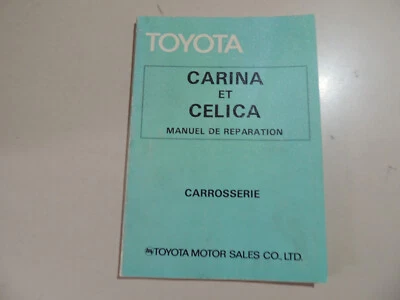 TOYOTA
CARINA
ET
CELICA
MANUEL DE REPARATION
CARROSSERIE
TOYOTA MOTOR SALES CO., LTD.